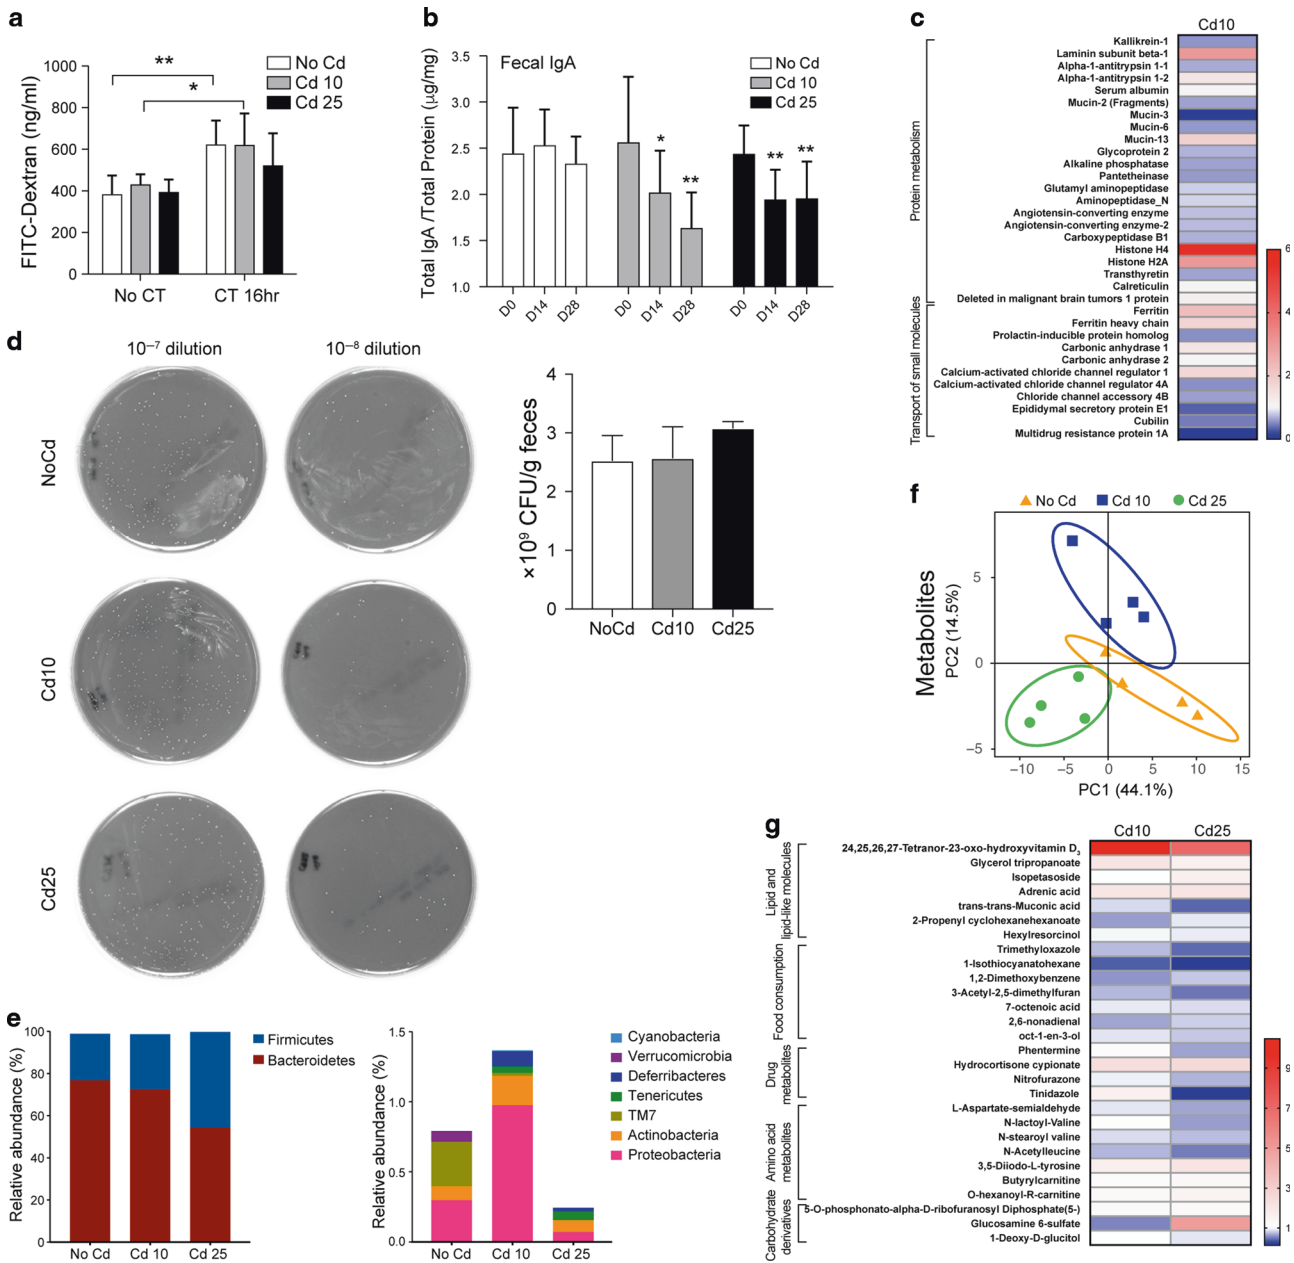 a
FITC-Dextran (ng/ml)
1000
800
600
400
200
0
**
*
No Cd
Cd 10
Cd 25
No CT
CT 16hr
b
Total IgA /Total Protein (µg/mg)
3.5
3.0
2.5
2.0
1.5
1.0
Fecal IgA
No Cd
Cd 10
Cd 25
*
**
**
**
D0
D14
D28
D0
D14
D28
D0
D14
D28
c
Cd10
Protein metabolism
Kallikrein-1
Laminin subunit beta-1
Alpha-1-antitrypsin 1-1
Alpha-1-antitrypsin 1-2
Serum albumin
Mucin-2 (Fragments)
Mucin-3
Mucin-6
Mucin-13
Glycoprotein 2
Alkaline phosphatase
Pantetheinase
Glutamyl aminopeptidase
Aminopeptidase_N
Angiotensin-converting enzyme
Angiotensin-converting enzyme-2
Carboxypeptidase B1
Histone H4
Histone H2A
Transthyretin
Calreticulin
Deleted in malignant brain tumors 1 protein
Transport of small molecules
Ferritin
Ferritin heavy chain
Prolactin-inducible protein homolog
Carbonic anhydrase 1
Carbonic anhydrase 2
Calcium-activated chloride channel regulator 1
Calcium-activated chloride channel regulator 4A
Chloride channel accessory 4B
Epididymal secretory protein E1
Cubilin
Multidrug resistance protein 1A
6
4
2
0
d
10⁻⁷ dilution
10⁻⁸ dilution
NoCd
Cd10
Cd25
×10⁹ CFU/g feces
4
3
2
1
0
NoCd
Cd10
Cd25
e
Relative abundance (%)
100
80
60
40
20
0
No Cd
Cd 10
Cd 25
Firmicutes
Bacteroidetes
Relative abundance (%)
1.5
1.0
0.5
0.0
No Cd
Cd 10
Cd 25
Cyanobacteria
Verrucomicrobia
Deferribacteres
Tenericutes
TM7
Actinobacteria
Proteobacteria
f
No Cd
Cd 10
Cd 25
Metabolites
PC2 (14.5%)
5
0
−5
−10
−5
0
5
10
15
PC1 (44.1%)
g
Cd10
Cd25
Lipid and
lipid-like molecules
24,25,26,27-Tetranor-23-oxo-hydroxyvitamin D₃
Glycerol tripropanoate
Isopetasoside
Adrenic acid
trans-trans-Muconic acid
2-Propenyl cyclohexanehexanoate
Hexylresorcinol
Food consumption
Trimethyloxazole
1-Isothiocyanatohexane
1,2-Dimethoxybenzene
3-Acetyl-2,5-dimethylfuran
7-octenoic acid
2,6-nonadienal
oct-1-en-3-ol
Drug
metabolites
Phentermine
Hydrocortisone cypionate
Nitrofurazone
Tinidazole
Amino acid
metabolites
L-Aspartate-semialdehyde
N-lactoyl-Valine
N-stearoyl valine
N-Acetylleucine
3,5-Diiodo-L-tyrosine
Butyrylcarnitine
O-hexanoyl-R-carnitine
Carbohydrate
derivatives
5-O-phosphonato-alpha-D-ribofuranosyl Diphosphate(5-)
Glucosamine 6-sulfate
1-Deoxy-D-glucitol
9
7
5
3
1